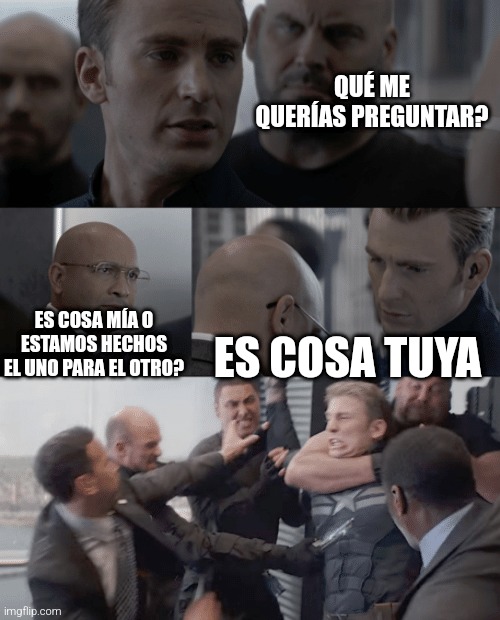 QUÉ ME
QUERÍAS PREGUNTAR?
ES COSA MÍA O
ESTAMOS HECHOS
EL UNO PARA EL OTRO?
ES COSA TUYA
imgflip.com